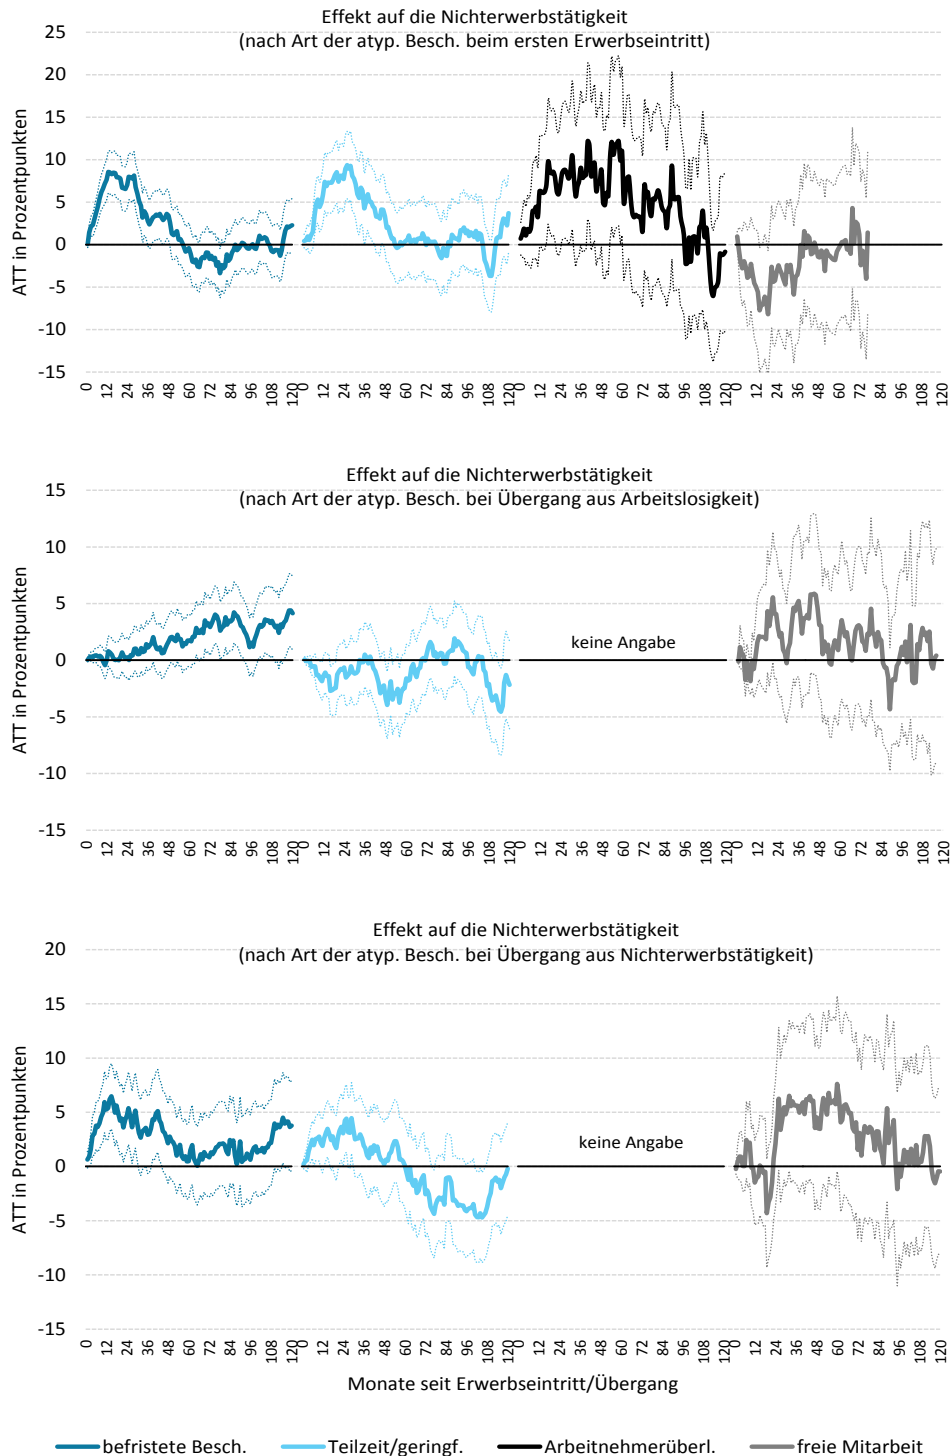 Effekt auf die Nichterwerbstätigkeit
(nach Art der atyp. Besch. beim ersten Erwerbseintritt)
ATT in Prozentpunkten
25
20
15
10
5
0
-5
-10
-15
0 12 24 36 48 60 72 84 96 108 120 0 12 24 36 48 60 72 84 96 108 120 0 12 24 36 48 60 72 84 96 108 120 0 12 24 36 48 60 72 84 96 108 120
Effekt auf die Nichterwerbstätigkeit
(nach Art der atyp. Besch. bei Übergang aus Arbeitslosigkeit)
ATT in Prozentpunkten
15
10
5
0
-5
-10
-15
keine Angabe
0 12 24 36 48 60 72 84 96 108 120 0 12 24 36 48 60 72 84 96 108 120 0 12 24 36 48 60 72 84 96 108 120 0 12 24 36 48 60 72 84 96 108 120
Effekt auf die Nichterwerbstätigkeit
(nach Art der atyp. Besch. bei Übergang aus Nichterwerbstätigkeit)
ATT in Prozentpunkten
20
15
10
5
0
-5
-10
-15
keine Angabe
0 12 24 36 48 60 72 84 96 108 120 0 12 24 36 48 60 72 84 96 108 120 0 12 24 36 48 60 72 84 96 108 120 0 12 24 36 48 60 72 84 96 108 120
Monate seit Erwerbseintritt/Übergang
befristete Besch. Teilzeit/geringf. Arbeitnehmerüberl. freie Mitarbeit